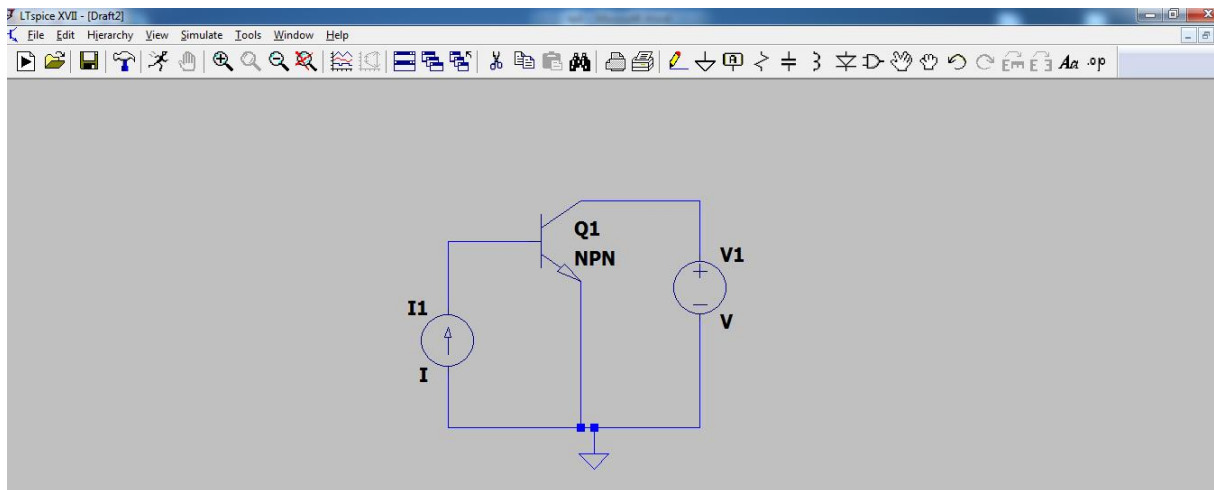 LTspice XVII - [Draft2]
File Edit Hierarchy View Simulate Tools Window Help
Aa .op
Q1
NPN
V1
V
I1
I